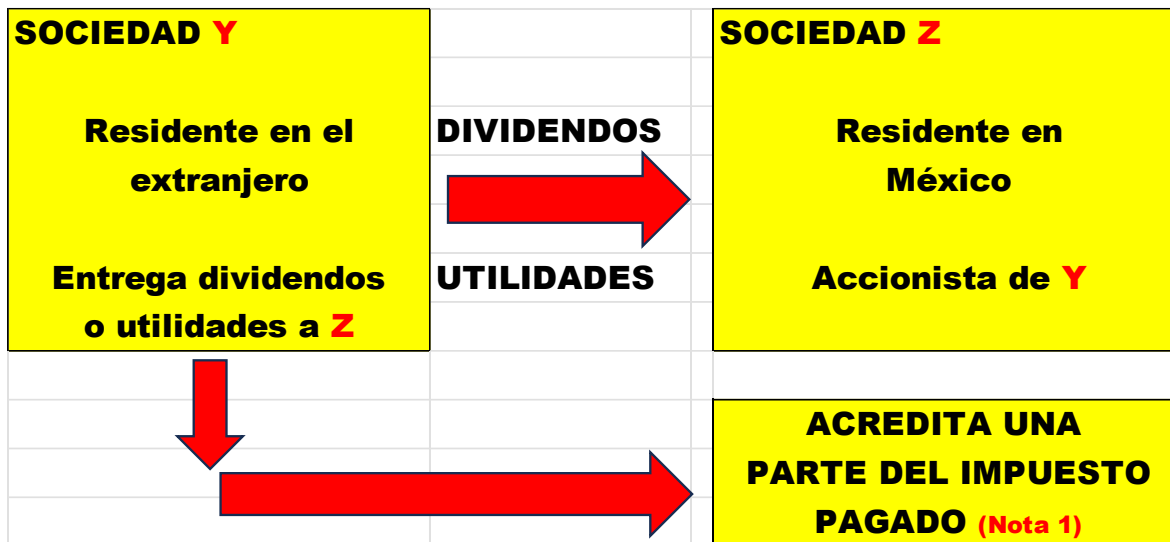 SOCIEDAD Y
Residente en el
extranjero
Entrega dividendos
o utilidades a Z
DIVIDENDOS
UTILIDADES
SOCIEDAD Z
Residente en
México
Accionista de Y
ACREDITA UNA
PARTE DEL IMPUESTO
PAGADO (Nota 1)